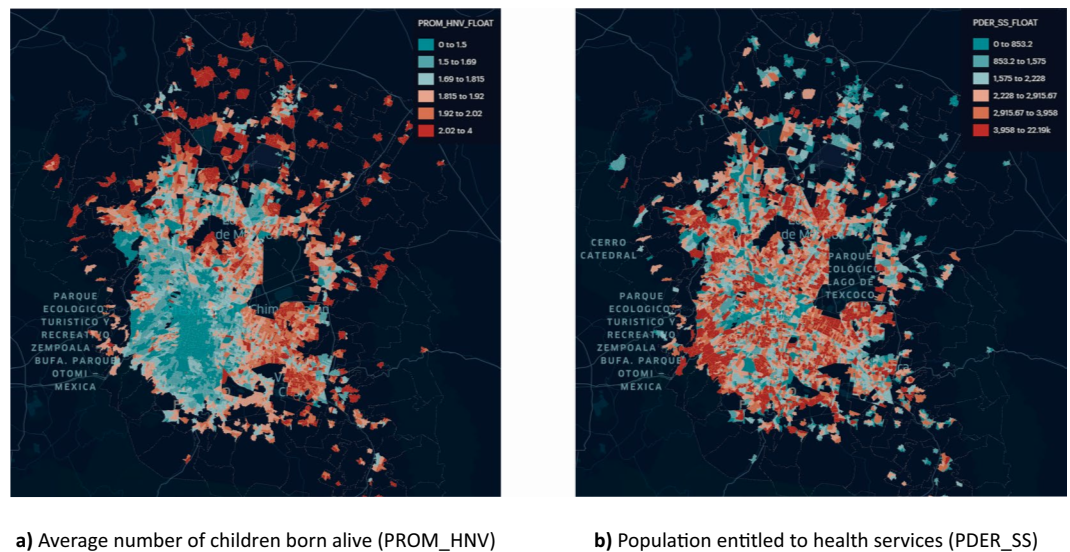 PROM_HNV_FLOAT
0 to 1.5
1.5 to 1.69
1.69 to 1.815
1.815 to 1.92
1.92 to 2.02
2.02 to 4
de M
Chim
PARQUE
ECOLOGICO,
TURISTICO Y
RECREATIVO
ZEMPOALA –
BUFA. PARQUE
OTOMI –
MEXICA
PDER_SS_FLOAT
0 to 853.2
853.2 to 1,575
1,575 to 2,228
2,228 to 2,915.67
2,915.67 to 3,958
3,958 to 22.19k
de M
CERRO
CATEDRAL
PARQUE
ECOLÓGICO
LAGO DE
TEXCOCO
PARQUE
ECOLOGICO,
TURISTICO Y
RECREATIVO
ZEMPOALA –
BUFA. PARQUE
OTOMI –
MEXICA
a) Average number of children born alive (PROM_HNV)
b) Population entitled to health services (PDER_SS)